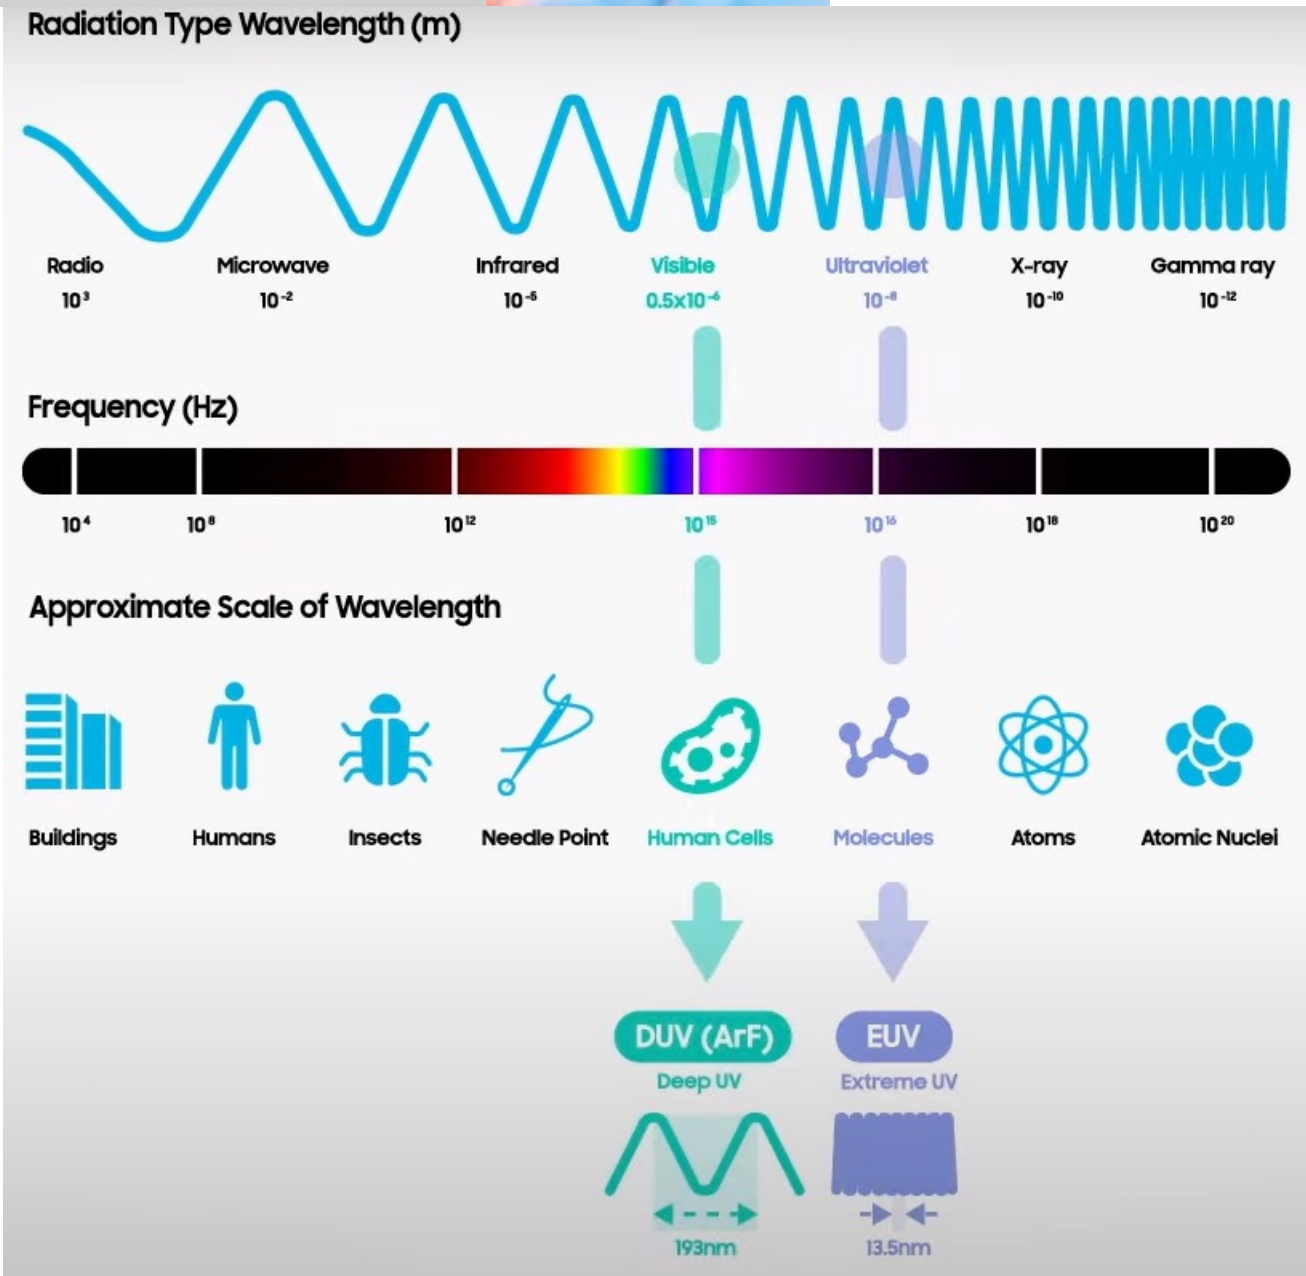 Radiation Type Wavelength (m)
Radio Microwave Infrared Visible Ultraviolet X-ray Gamma ray
10³ 10⁻² 10⁻⁵ 0.5x10⁻⁶ 10⁻⁸ 10⁻¹⁰ 10⁻¹²
Frequency (Hz)
10⁴ 10⁸ 10¹² 10¹⁵ 10¹⁶ 10¹⁸ 10²⁰
Approximate Scale of Wavelength
Buildings Humans Insects Needle Point Human Cells Molecules Atoms Atomic Nuclei
DUV (ArF) EUV
Deep UV Extreme UV
193nm 13.5nm